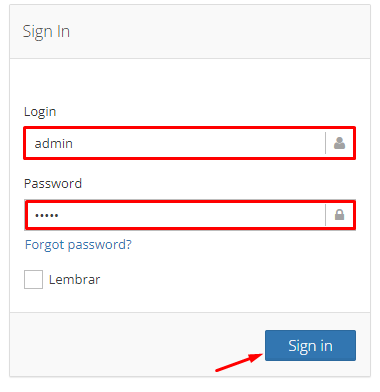 Sign In
Login
admin
Password
•••••
Forgot password?
Lembrar
Sign in